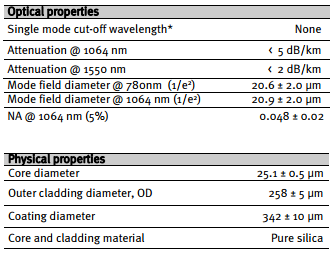 Optical properties
Single mode cut-off wavelength* None
Attenuation @ 1064 nm < 5 dB/km
Attenuation @ 1550 nm < 2 dB/km
Mode field diameter @ 780nm (1/e²) 20.6 ± 2.0 µm
Mode field diameter @ 1064 nm (1/e²) 20.9 ± 2.0 µm
NA @ 1064 nm (5%) 0.048 ± 0.02
Physical properties
Core diameter 25.1 ± 0.5 µm
Outer cladding diameter, OD 258 ± 5 µm
Coating diameter 342 ± 10 µm
Core and cladding material Pure silica